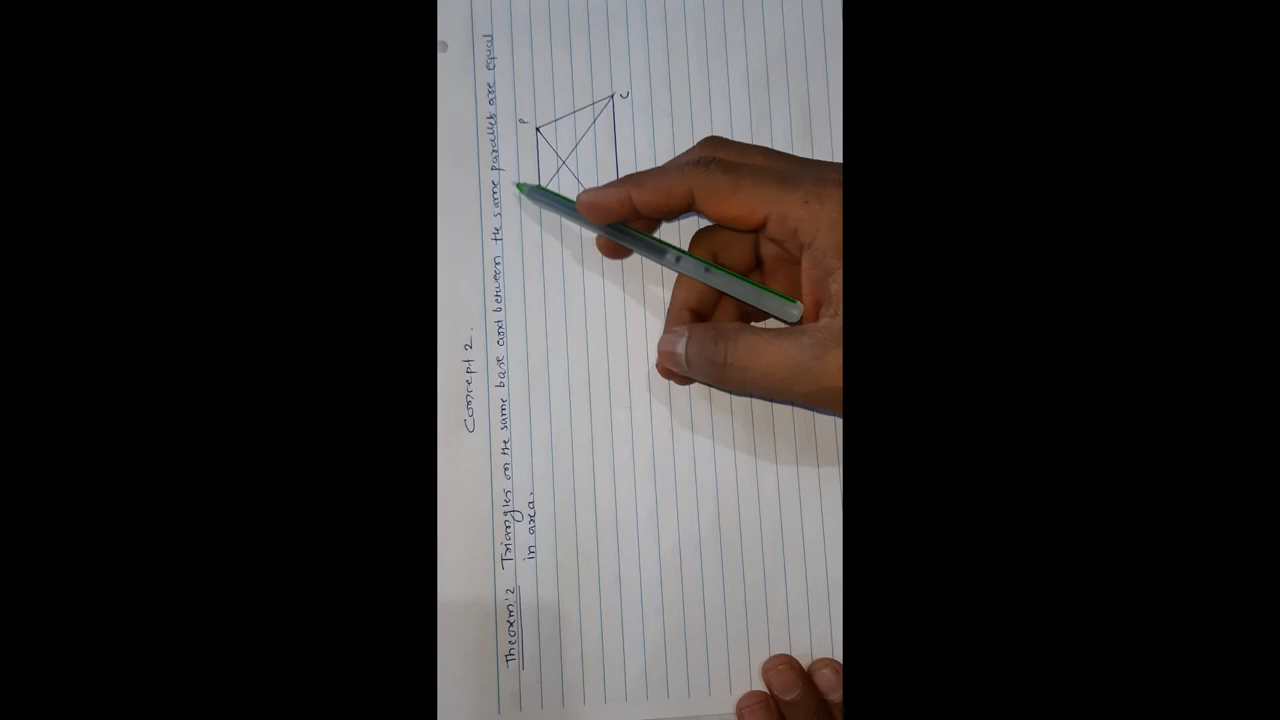 Concept 2.
Theorem:2 Triangles on the same base and between the same parallels are equal
in area.
P
C